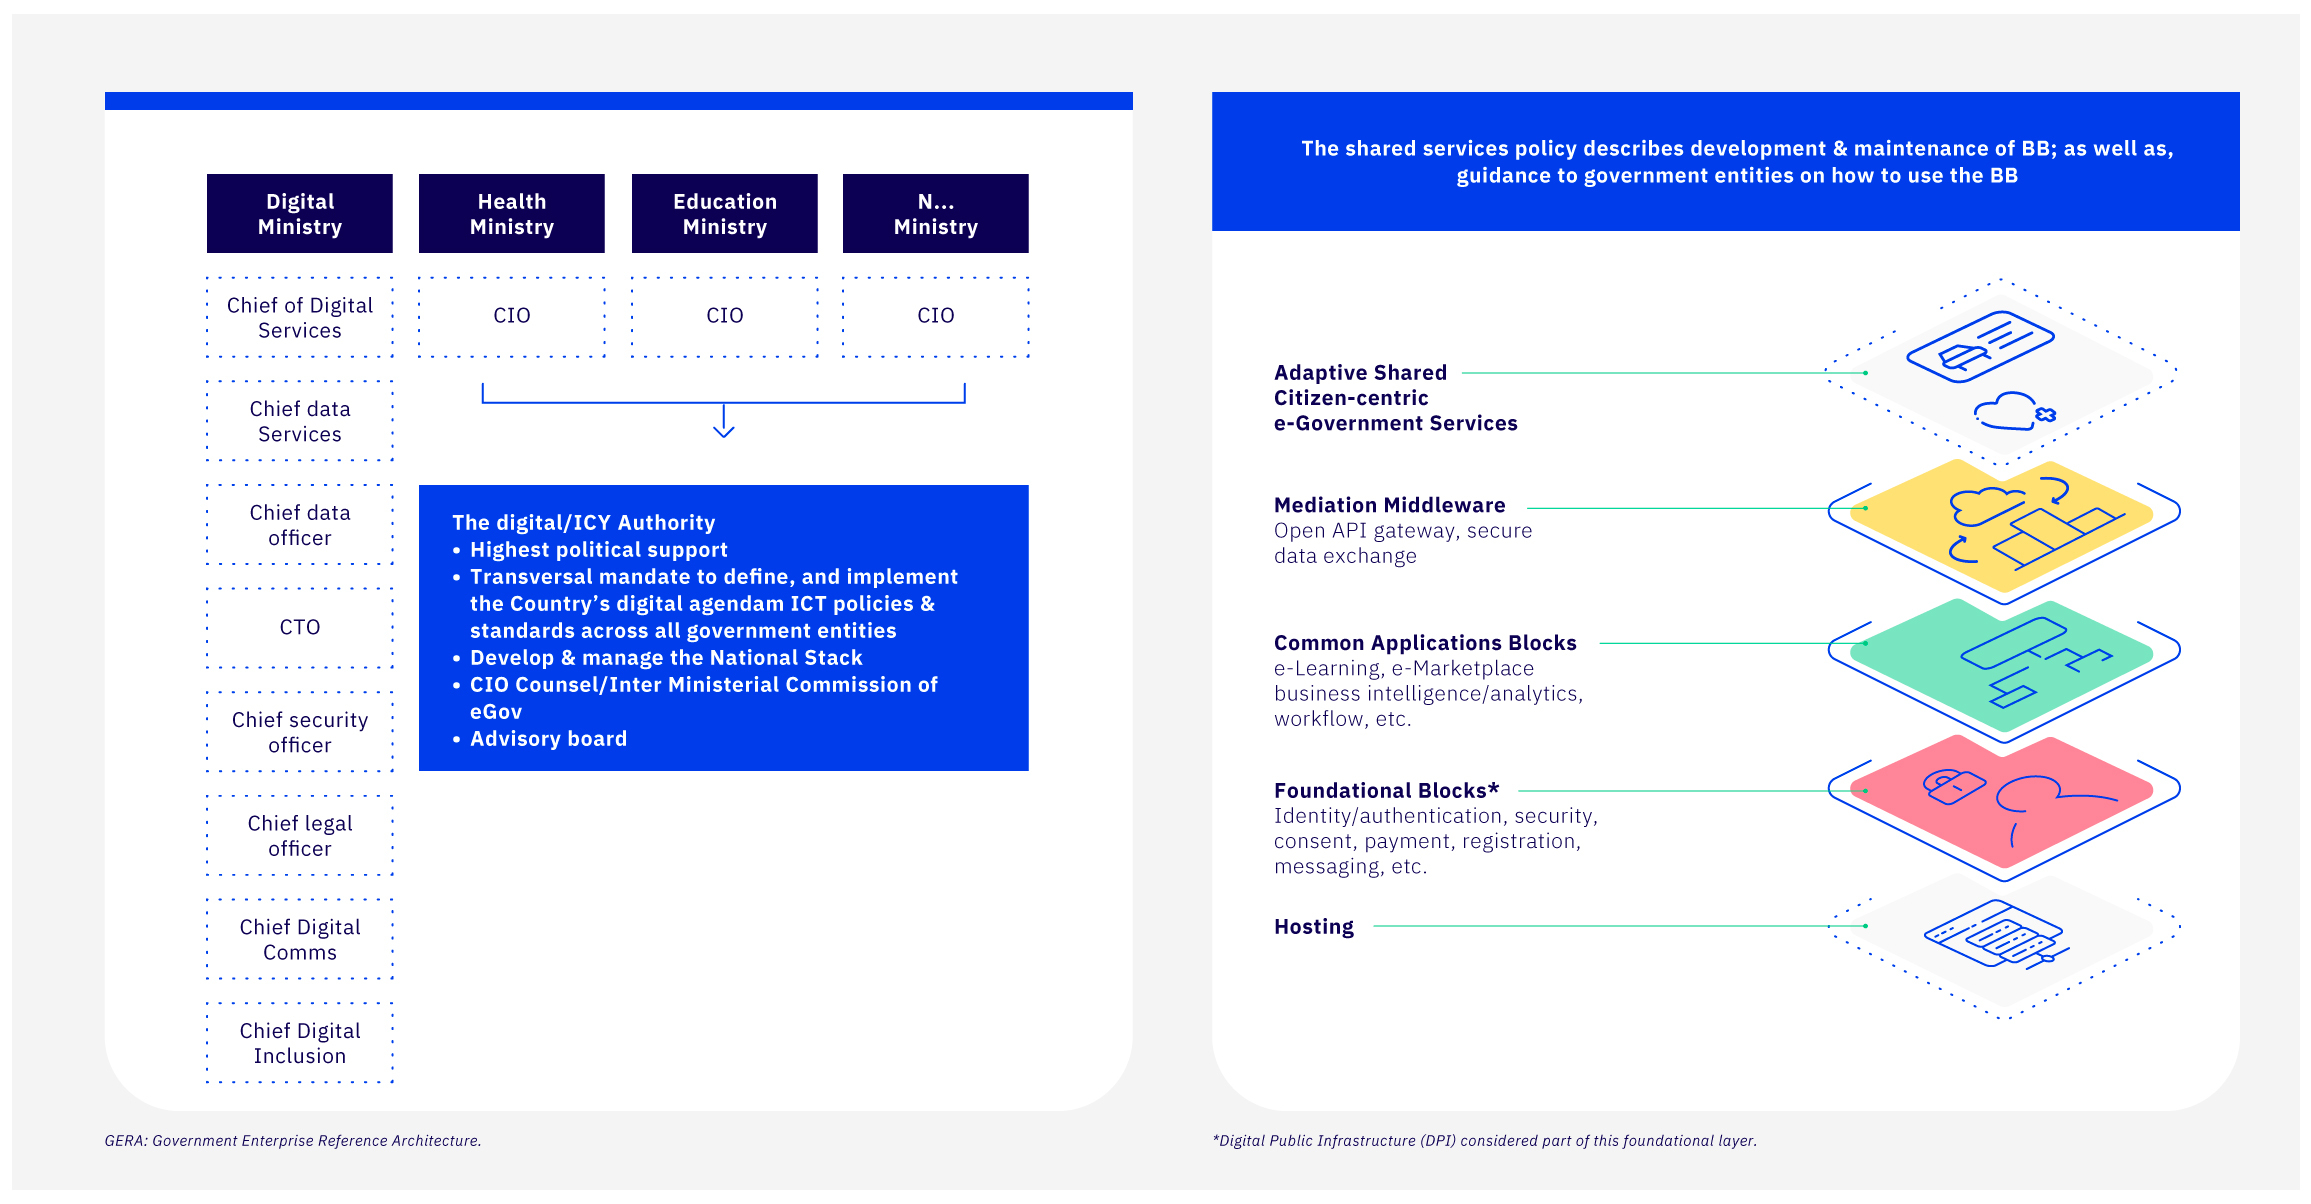 Digital
Ministry
Health
Ministry
Education
Ministry
N...
Ministry
Chief of Digital
Services
CIO
CIO
CIO
Chief data
Services
Chief data
officer
CTO
Chief security
officer
Chief legal
officer
Chief Digital
Comms
Chief Digital
Inclusion
The digital/ICY Authority
• Highest political support
• Transversal mandate to define, and implement
the Country’s digital agendam ICT policies &
standards across all government entities
• Develop & manage the National Stack
• CIO Counsel/Inter Ministerial Commission of
eGov
• Advisory board
GERA: Government Enterprise Reference Architecture.
The shared services policy describes development & maintenance of BB; as well as,
guidance to government entities on how to use the BB
Adaptive Shared
Citizen-centric
e-Government Services
Mediation Middleware
Open API gateway, secure
data exchange
Common Applications Blocks
e-Learning, e-Marketplace
business intelligence/analytics,
workflow, etc.
Foundational Blocks*
Identity/authentication, security,
consent, payment, registration,
messaging, etc.
Hosting
*Digital Public Infrastructure (DPI) considered part of this foundational layer.